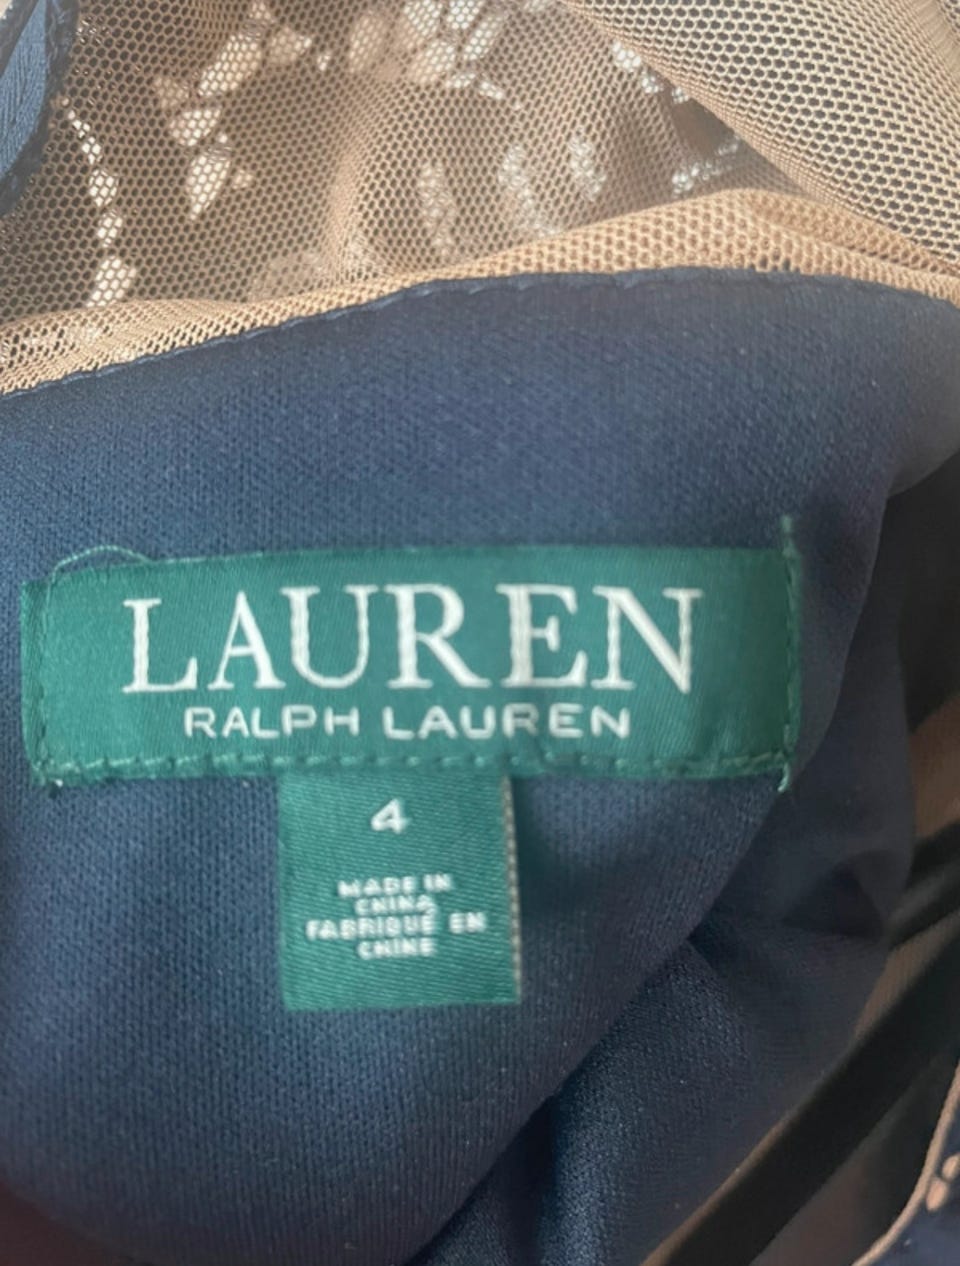 LAUREN
RALPH LAUREN
4
MADE IN
CHINA
FABRIQUÉ EN
CHINE